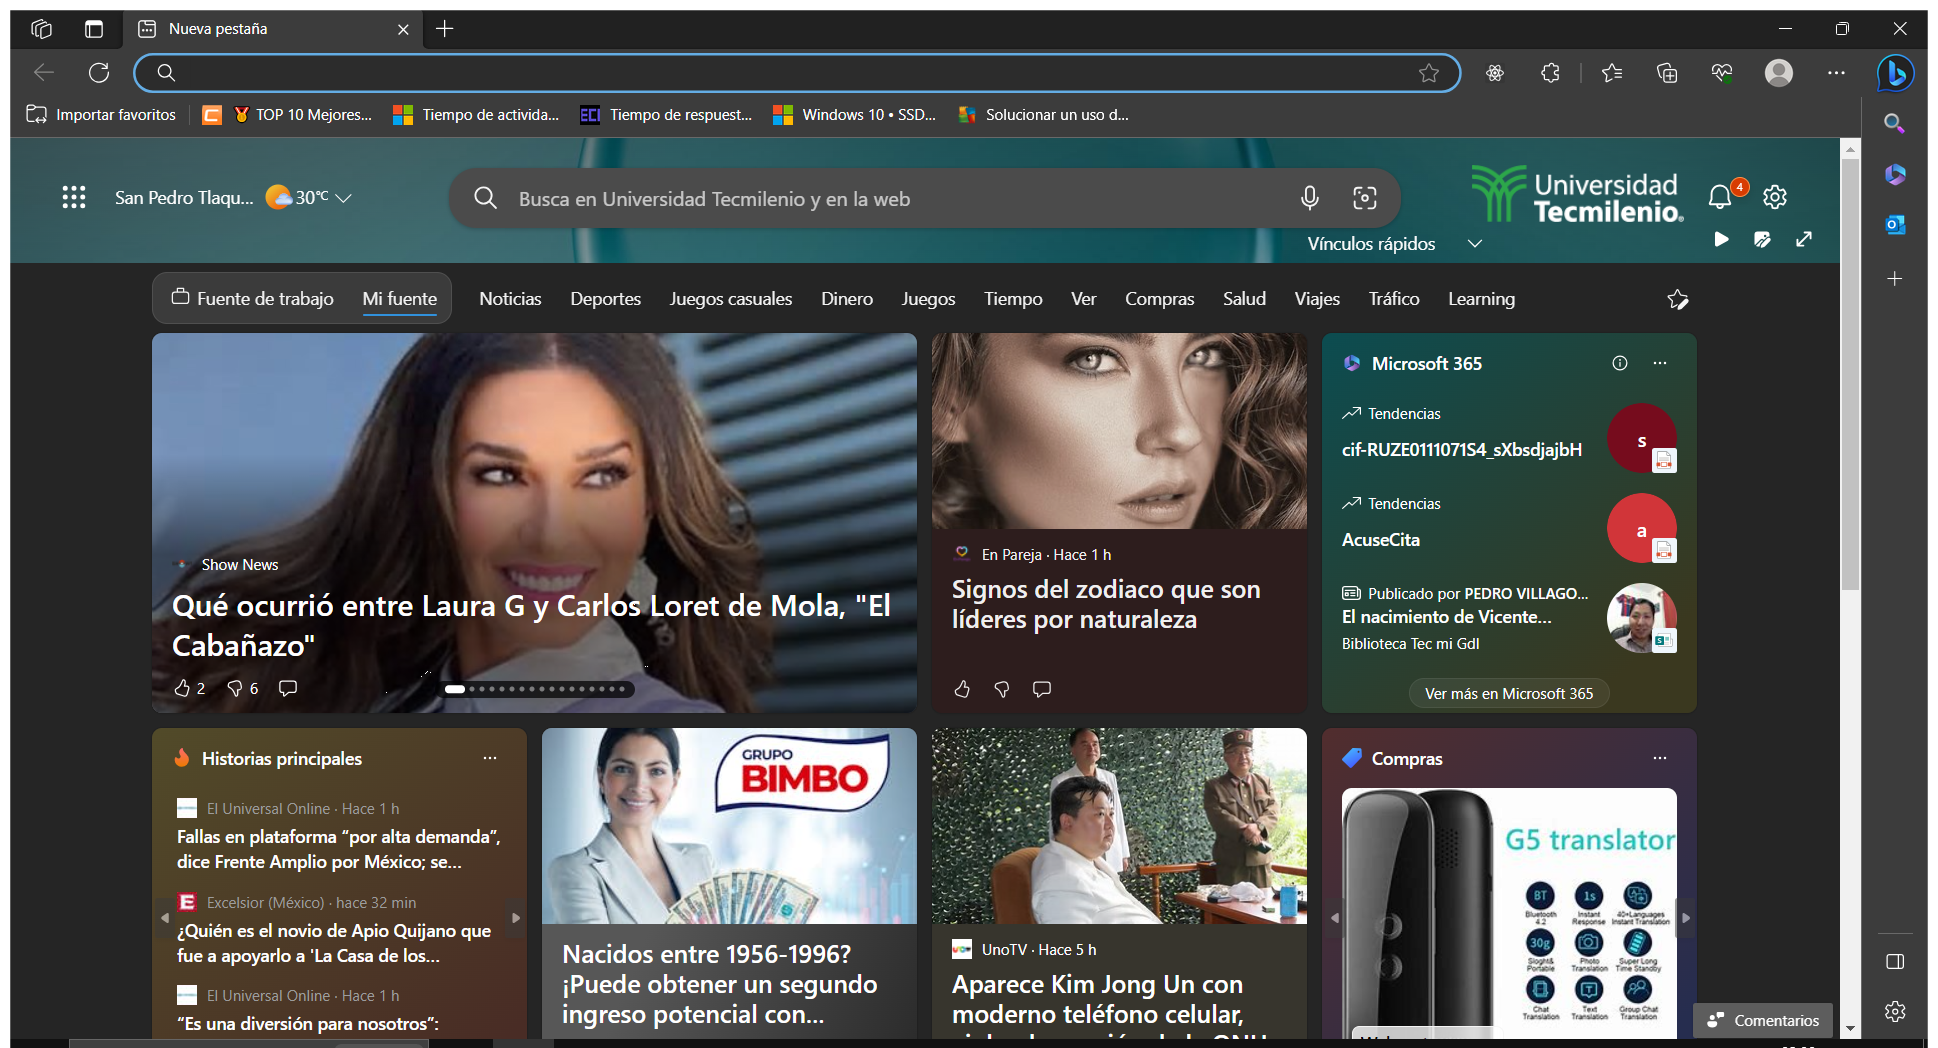 Nueva pestaña
Importar favoritos
TOP 10 Mejores...
Tiempo de activida...
ECI
Tiempo de respuest...
Windows 10 • SSD...
Solucionar un uso d...
San Pedro Tlaqu...
30°C
Busca en Universidad Tecmilenio y en la web
Universidad
Tecmilenio
4
Vínculos rápidos
Fuente de trabajo
Mi fuente
Noticias
Deportes
Juegos casuales
Dinero
Juegos
Tiempo
Ver
Compras
Salud
Viajes
Tráfico
Learning
Show News
Qué ocurrió entre Laura G y Carlos Loret de Mola, "El
Cabañazo"
2
6
En Pareja · Hace 1 h
Signos del zodiaco que son
líderes por naturaleza
Microsoft 365
Tendencias
cif-RUZE0111071S4_sXbsdjajbH
s
Tendencias
AcuseCita
a
Publicado por PEDRO VILLAGO...
El nacimiento de Vicente...
Biblioteca Tec mi Gdl
Ver más en Microsoft 365
Historias principales
El Universal Online · Hace 1 h
Fallas en plataforma “por alta demanda”,
dice Frente Amplio por México; se...
Excelsior (México) · hace 32 min
¿Quién es el novio de Apio Quijano que
fue a apoyarlo a 'La Casa de los...
El Universal Online · Hace 1 h
“Es una diversión para nosotros”:
GRUPO
BIMBO
Nacidos entre 1956-1996?
¡Puede obtener un segundo
ingreso potencial con...
UnoTV · Hace 5 h
Aparece Kim Jong Un con
moderno teléfono celular,
Compras
G5 translator
BT
Bluetooth
4.2
1s
Instant
Response
40+Languages
Instant Translation
30g
Slight&
Portable
Photo
Translation
Super Long
Time Standby
Chat
Translation
Text
Translation
Group Chat
Translation
Comentarios